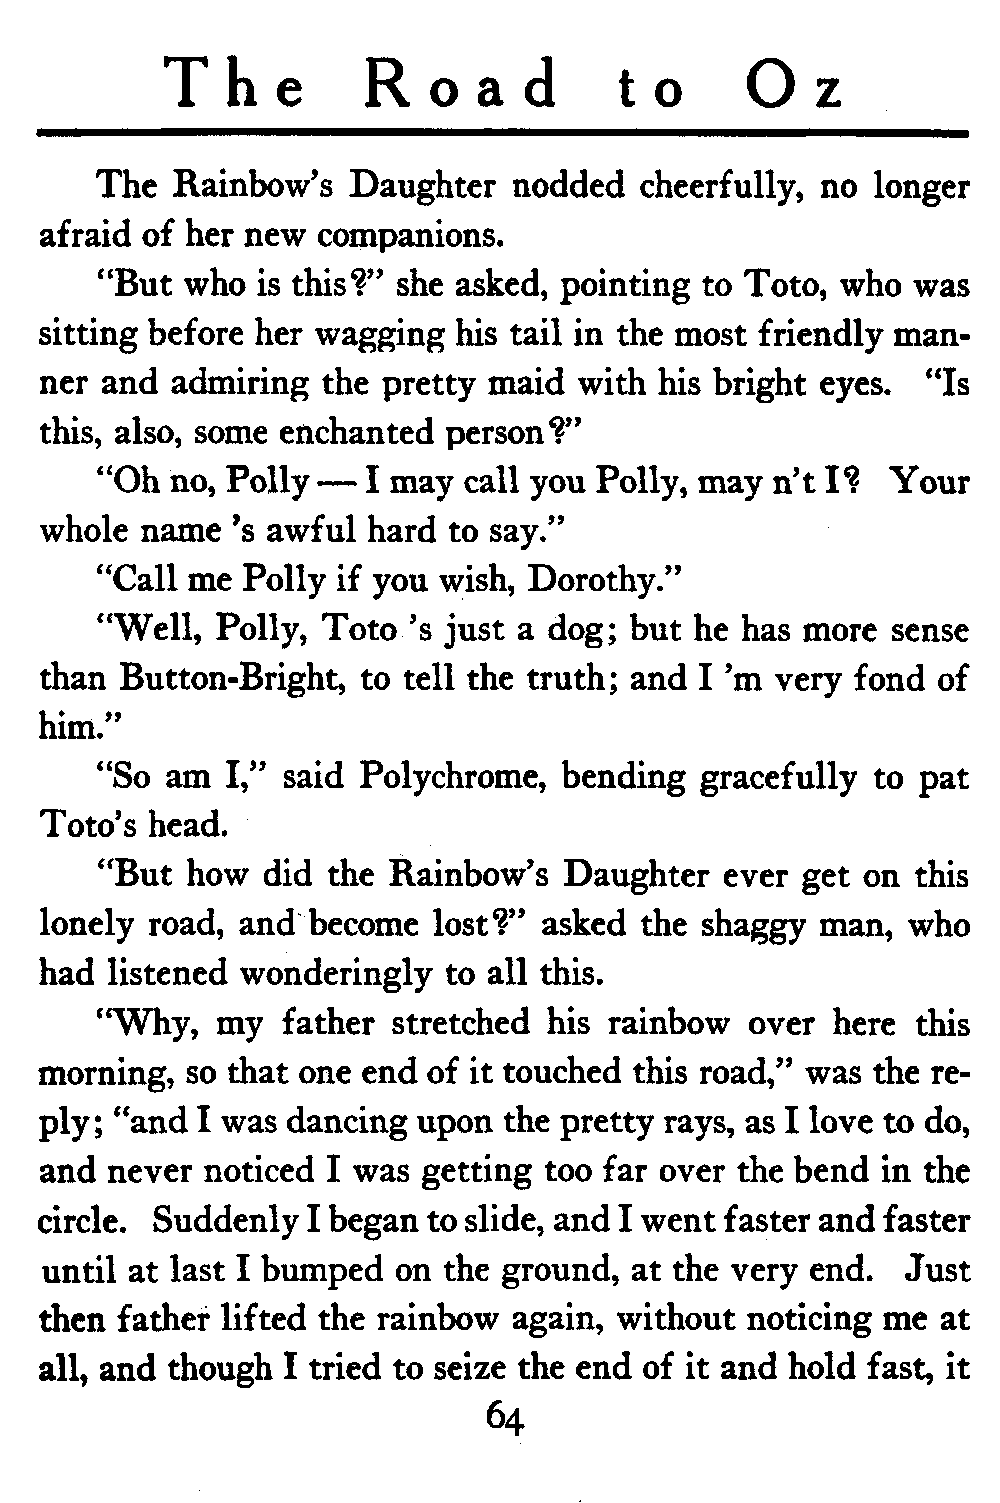 The Road to Oz
The Rainbow's Daughter nodded cheerfully, no longer
afraid of her new companions.
"But who is this?" she asked, pointing to Toto, who was
sitting before her wagging his tail in the most friendly man-
ner and admiring the pretty maid with his bright eyes. "Is
this, also, some enchanted person?"
"Oh no, Polly — I may call you Polly, may n't I? Your
whole name 's awful hard to say."
"Call me Polly if you wish, Dorothy."
"Well, Polly, Toto 's just a dog; but he has more sense
than Button-Bright, to tell the truth; and I 'm very fond of
him."
"So am I," said Polychrome, bending gracefully to pat
Toto's head.
"But how did the Rainbow's Daughter ever get on this
lonely road, and become lost?" asked the shaggy man, who
had listened wonderingly to all this.
"Why, my father stretched his rainbow over here this
morning, so that one end of it touched this road," was the re-
ply; "and I was dancing upon the pretty rays, as I love to do,
and never noticed I was getting too far over the bend in the
circle. Suddenly I began to slide, and I went faster and faster
until at last I bumped on the ground, at the very end. Just
then father lifted the rainbow again, without noticing me at
all, and though I tried to seize the end of it and hold fast, it
64